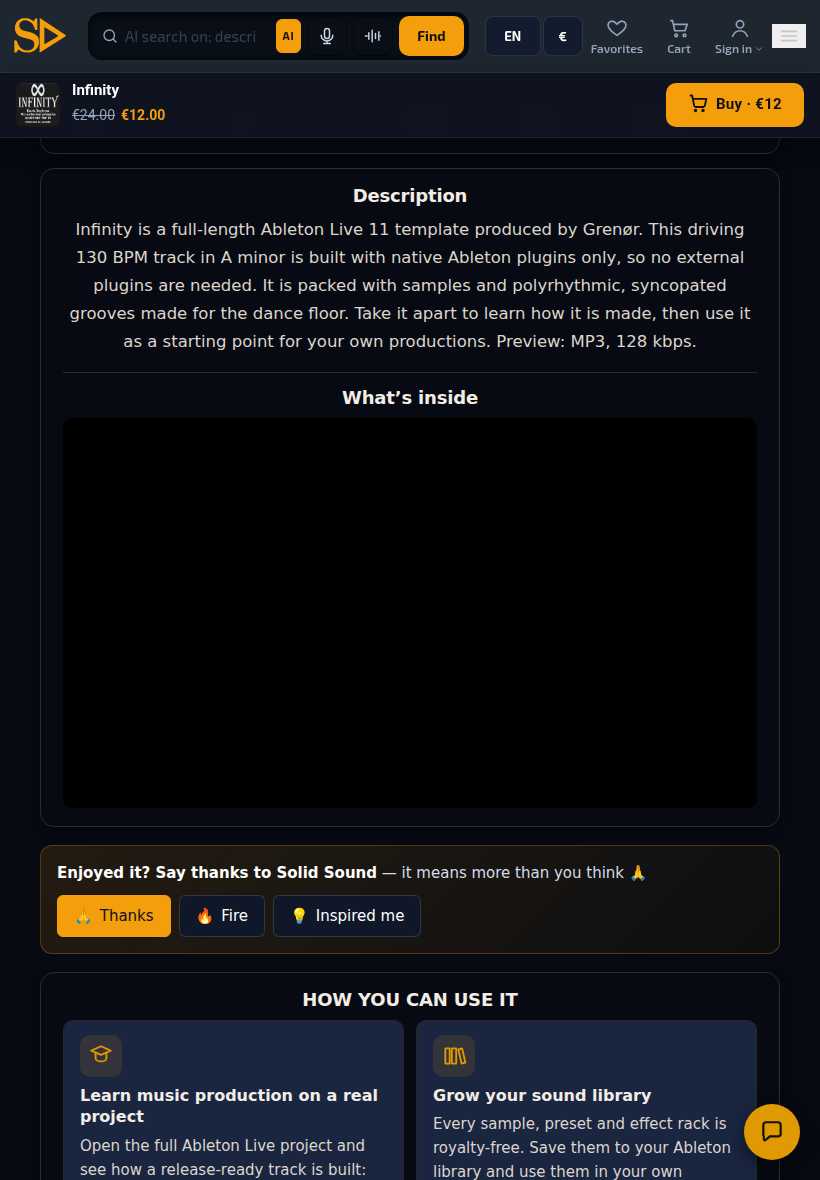 S
AI search on: descri
AI
Find
EN
€
Favorites
Cart
Sign in
INFINITY
Infinity
€24.00 €12.00
Buy · €12
Description
Infinity is a full-length Ableton Live 11 template produced by Grenør. This driving
130 BPM track in A minor is built with native Ableton plugins only, so no external
plugins are needed. It is packed with samples and polyrhythmic, syncopated
grooves made for the dance floor. Take it apart to learn how it is made, then use it
as a starting point for your own productions. Preview: MP3, 128 kbps.
What’s inside
Enjoyed it? Say thanks to Solid Sound — it means more than you think 🙏
🙏 Thanks
🔥 Fire
💡 Inspired me
HOW YOU CAN USE IT
Learn music production on a real
project
Open the full Ableton Live project and
see how a release-ready track is built:
Grow your sound library
Every sample, preset and effect rack is
royalty-free. Save them to your Ableton
library and use them in your own